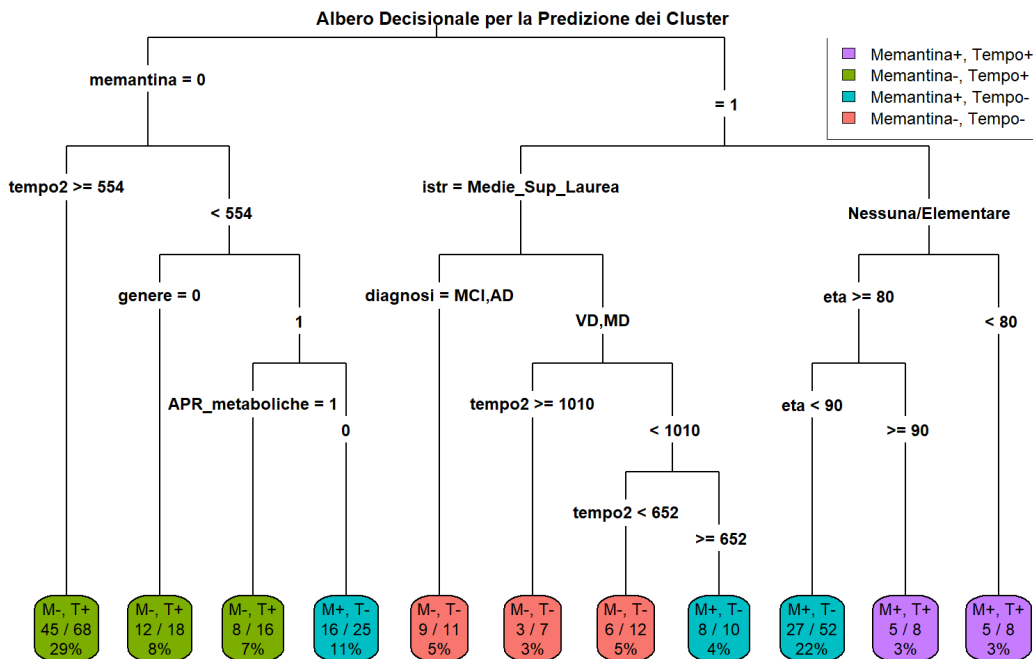 Albero Decisionale per la Predizione dei Cluster
Memantina+, Tempo+
Memantina-, Tempo+
Memantina+, Tempo-
Memantina-, Tempo-
memantina = 0
= 1
tempo2 >= 554
< 554
istr = Medie_Sup_Laurea
Nessuna/Elementare
genere = 0
1
diagnosi = MCI,AD
VD,MD
eta >= 80
< 80
APR_metaboliche = 1
0
tempo2 >= 1010
< 1010
eta < 90
>= 90
tempo2 < 652
>= 652
M-, T+
45 / 68
29%
M-, T+
12 / 18
8%
M-, T+
8 / 16
7%
M+, T-
16 / 25
11%
M-, T-
9 / 11
5%
M-, T-
3 / 7
3%
M-, T-
6 / 12
5%
M+, T-
8 / 10
4%
M+, T-
27 / 52
22%
M+, T+
5 / 8
3%
M+, T+
5 / 8
3%